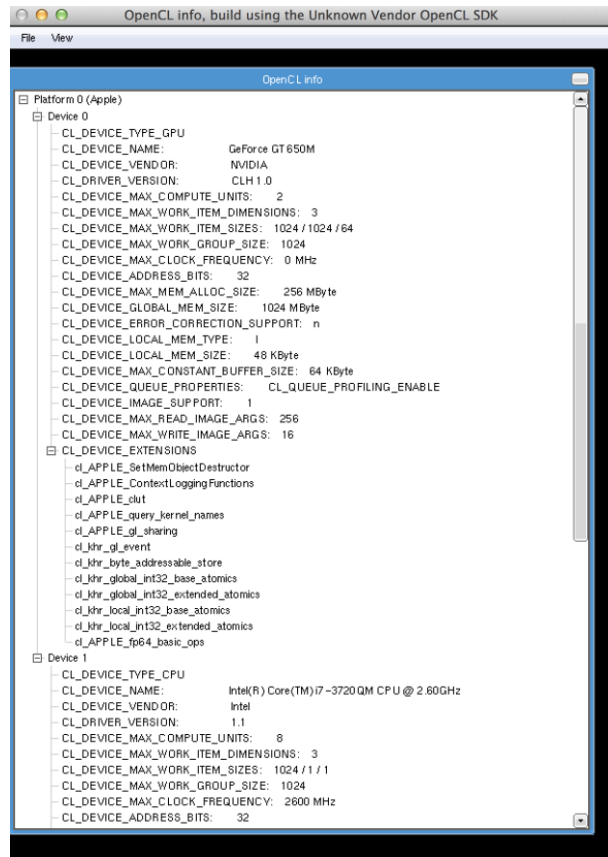 OpenCL info, build using the Unknown Vendor OpenCL SDK
File View
OpenCL info
Platform 0 (Apple)
Device 0
CL_DEVICE_TYPE_GPU
CL_DEVICE_NAME: GeForce GT 650M
CL_DEVICE_VENDOR: NVIDIA
CL_DRIVER_VERSION: CLH 1.0
CL_DEVICE_MAX_COMPUTE_UNITS: 2
CL_DEVICE_MAX_WORK_ITEM_DIMENSIONS: 3
CL_DEVICE_MAX_WORK_ITEM_SIZES: 1024 / 1024 / 64
CL_DEVICE_MAX_WORK_GROUP_SIZE: 1024
CL_DEVICE_MAX_CLOCK_FREQUENCY: 0 MHz
CL_DEVICE_ADDRESS_BITS: 32
CL_DEVICE_MAX_MEM_ALLOC_SIZE: 256 MByte
CL_DEVICE_GLOBAL_MEM_SIZE: 1024 MByte
CL_DEVICE_ERROR_CORRECTION_SUPPORT: n
CL_DEVICE_LOCAL_MEM_TYPE: l
CL_DEVICE_LOCAL_MEM_SIZE: 48 KByte
CL_DEVICE_MAX_CONSTANT_BUFFER_SIZE: 64 KByte
CL_DEVICE_QUEUE_PROPERTIES: CL_QUEUE_PROFILING_ENABLE
CL_DEVICE_IMAGE_SUPPORT: 1
CL_DEVICE_MAX_READ_IMAGE_ARGS: 256
CL_DEVICE_MAX_WRITE_IMAGE_ARGS: 16
CL_DEVICE_EXTENSIONS
cl_APPLE_SetMemObjectDestructor
cl_APPLE_ContextLoggingFunctions
cl_APPLE_clut
cl_APPLE_query_kernel_names
cl_APPLE_gl_sharing
cl_khr_gl_event
cl_khr_byte_addressable_store
cl_khr_global_int32_base_atomics
cl_khr_global_int32_extended_atomics
cl_khr_local_int32_base_atomics
cl_khr_local_int32_extended_atomics
cl_APPLE_fp64_basic_ops
Device 1
CL_DEVICE_TYPE_CPU
CL_DEVICE_NAME: Intel(R) Core(TM) i7-3720QM CPU @ 2.60GHz
CL_DEVICE_VENDOR: Intel
CL_DRIVER_VERSION: 1.1
CL_DEVICE_MAX_COMPUTE_UNITS: 8
CL_DEVICE_MAX_WORK_ITEM_DIMENSIONS: 3
CL_DEVICE_MAX_WORK_ITEM_SIZES: 1024 / 1 / 1
CL_DEVICE_MAX_WORK_GROUP_SIZE: 1024
CL_DEVICE_MAX_CLOCK_FREQUENCY: 2600 MHz
CL_DEVICE_ADDRESS_BITS: 32